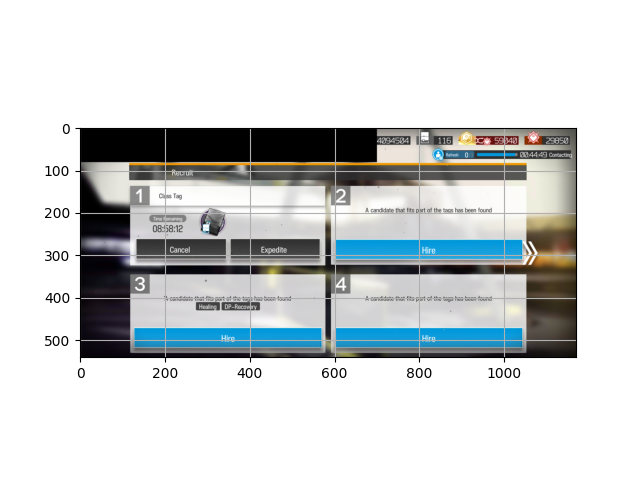 0
4094504 116 59040 29850
Remain 0 00:44:49 Contacting
100
Recruit
1 Class Tag
2
Time Remaining
A candidate that fits part of the tags has been found
200
08:58:12
Cancel Expedite
Hire
300
3
4
400
A candidate that fits part of the tags has been found
A candidate that fits part of the tags has been found
Healing DP-Recovery
Hire
Hire
500
0 200 400 600 800 1000